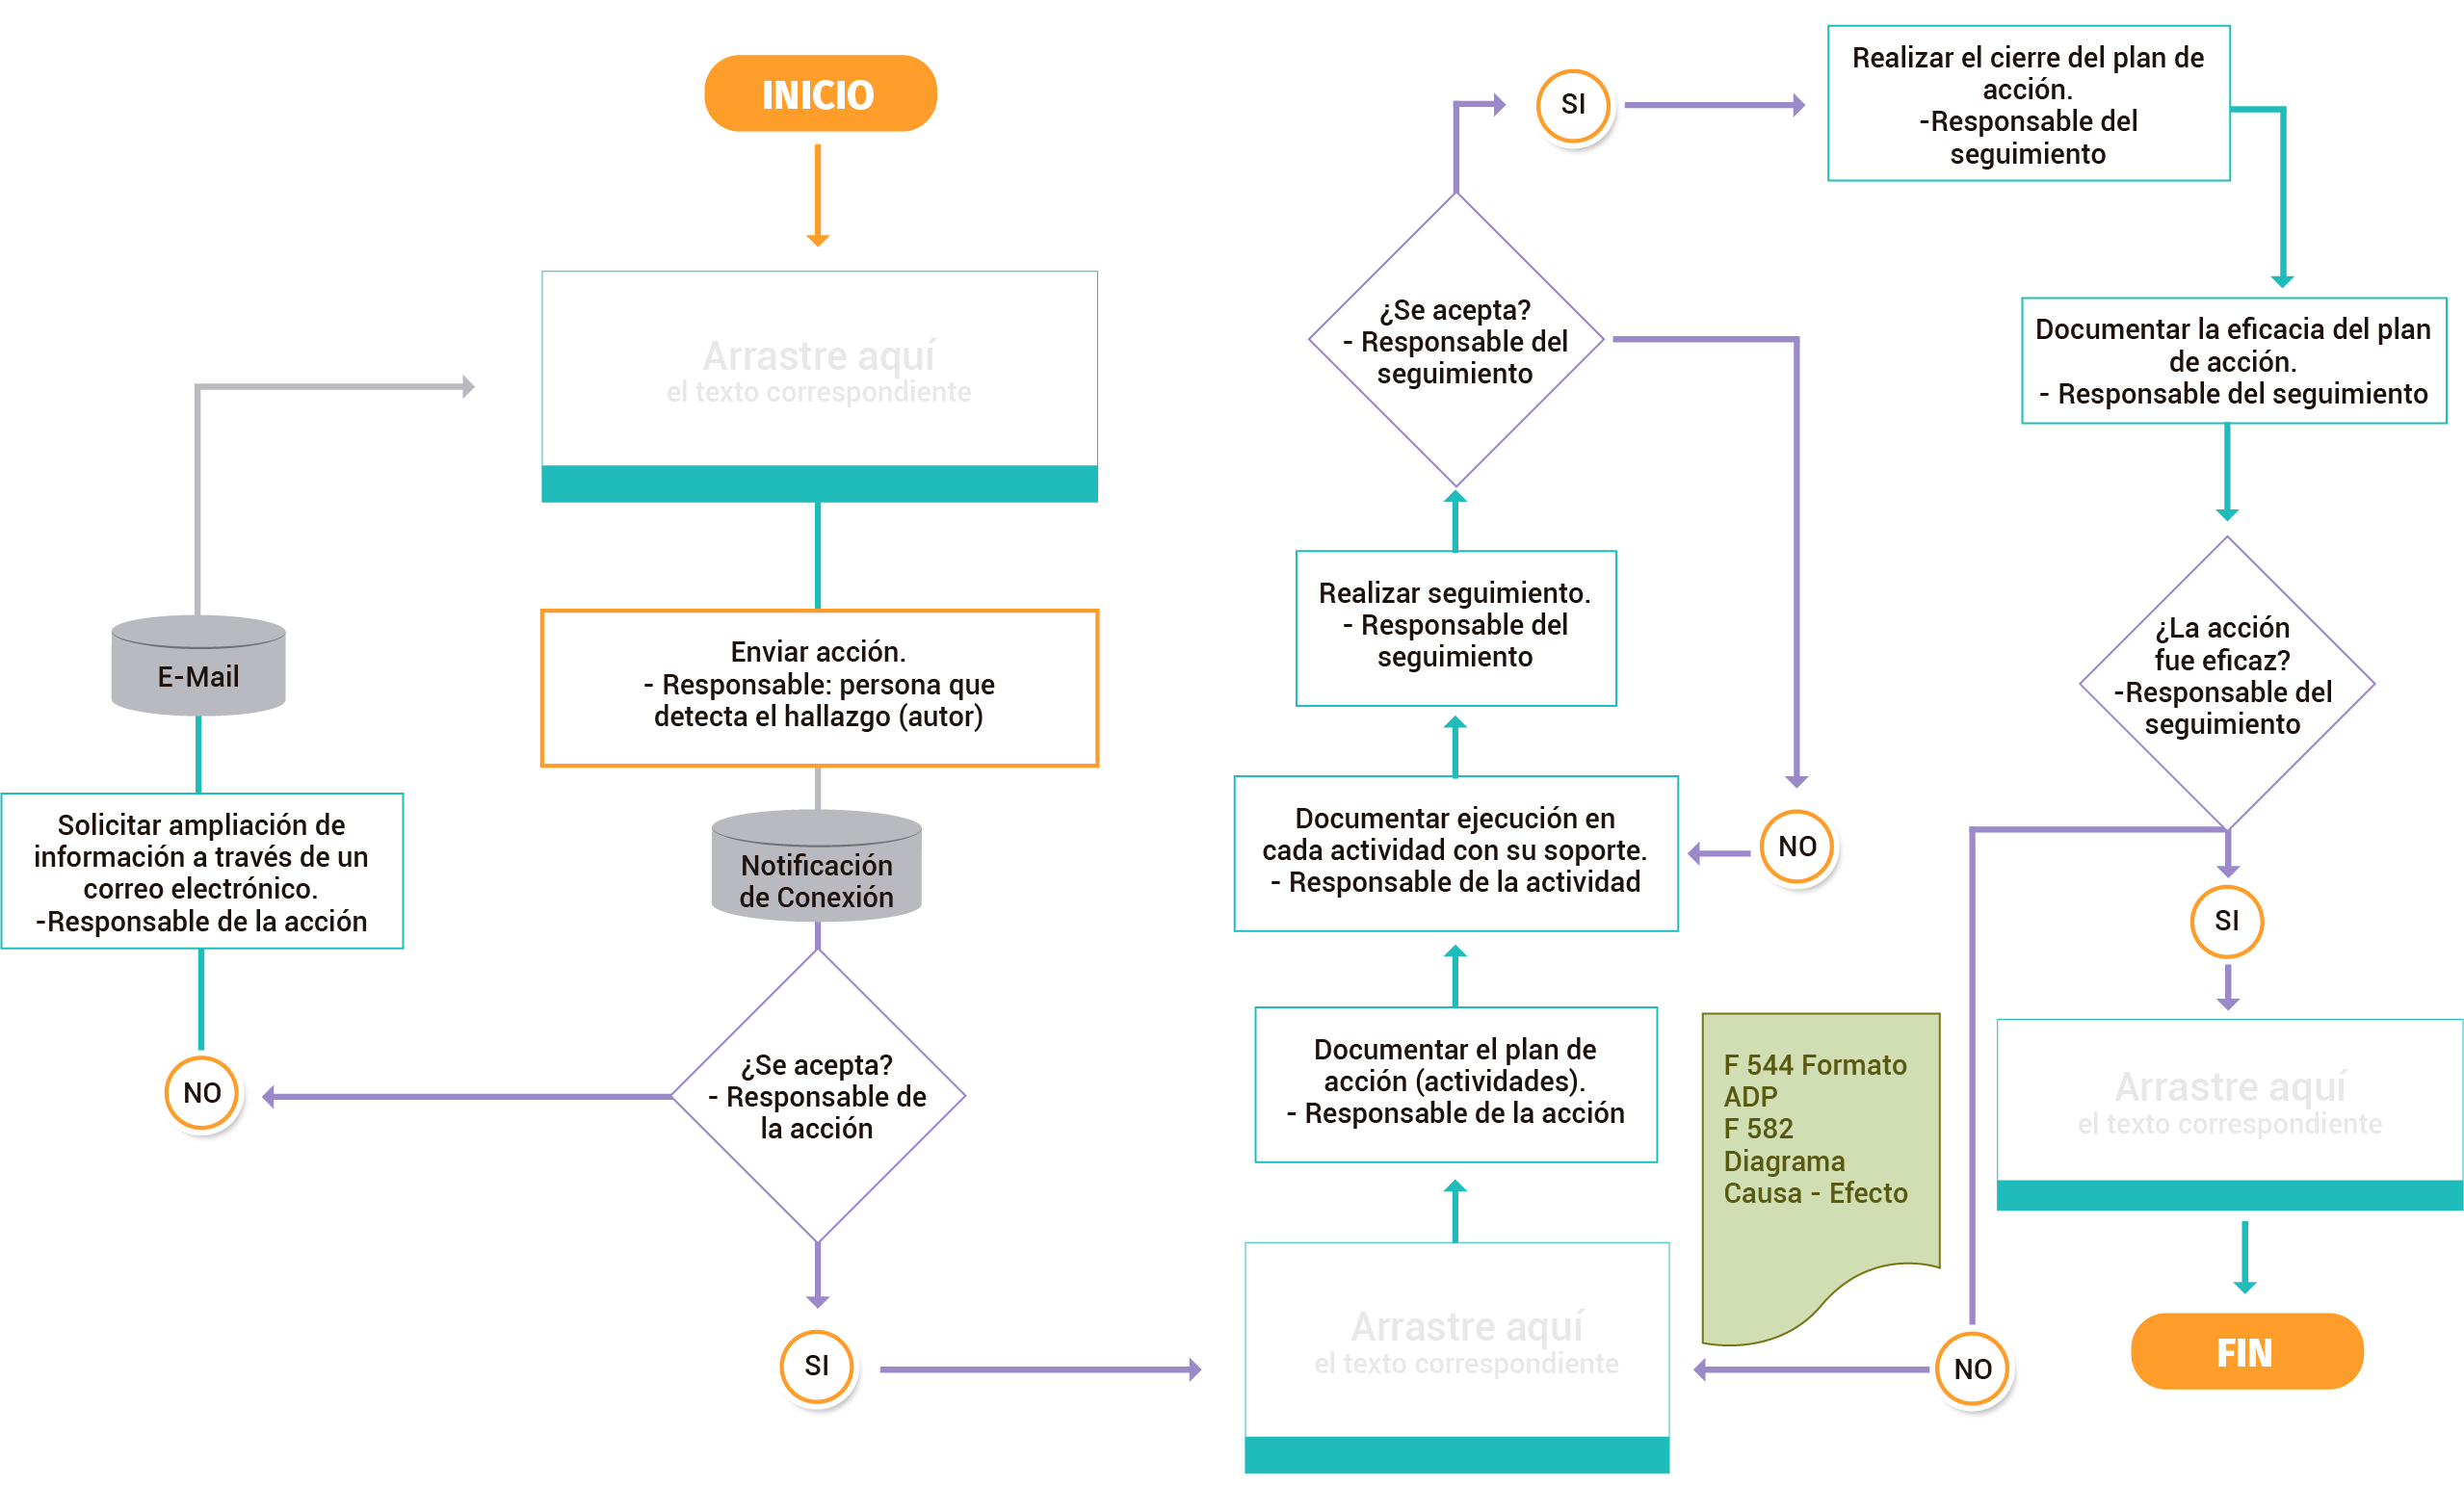 INICIO
Arrastre aquí
el texto correspondiente
Enviar acción.
- Responsable: persona que
detecta el hallazgo (autor)
Notificación
de Conexión
¿Se acepta?
- Responsable de
la acción
NO
Solicitar ampliación de
información a través de un
correo electrónico.
-Responsable de la acción
E-Mail
SI
Arrastre aquí
el texto correspondiente
Documentar el plan de
acción (actividades).
- Responsable de la acción
Documentar ejecución en
cada actividad con su soporte.
- Responsable de la actividad
Realizar seguimiento.
- Responsable del
seguimiento
¿Se acepta?
- Responsable del
seguimiento
NO
SI
Realizar el cierre del plan de
acción.
-Responsable del
seguimiento
Documentar la eficacia del plan
de acción.
- Responsable del seguimiento
¿La acción
fue eficaz?
-Responsable del
seguimiento
SI
NO
F 544 Formato
ADP
F 582
Diagrama
Causa - Efecto
Arrastre aquí
el texto correspondiente
FIN